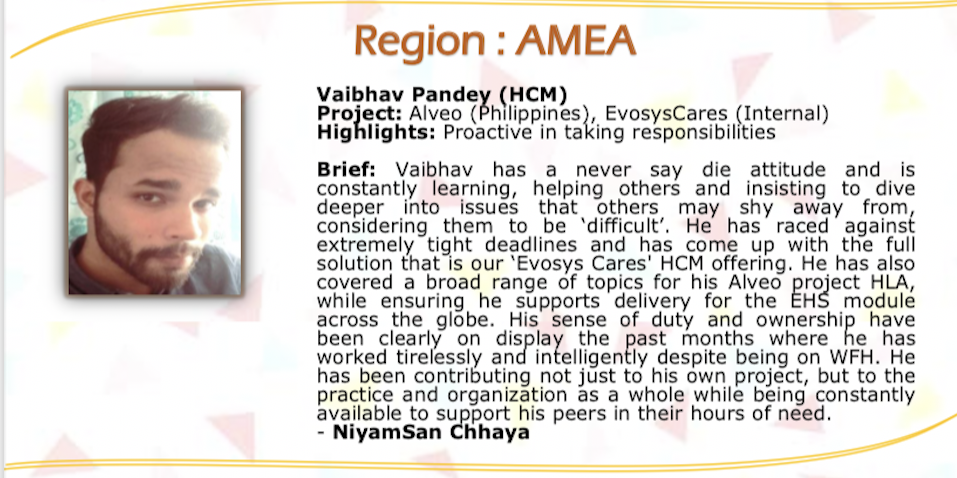 Region : AMEA
Vaibhav Pandey (HCM)
Project: Alveo (Philippines), EvosysCares (Internal)
Highlights: Proactive in taking responsibilities
Brief: Vaibhav has a never say die attitude and is
constantly learning, helping others and insisting to dive
deeper into issues that others may shy away from,
considering them to be ‘difficult’. He has raced against
extremely tight deadlines and has come up with the full
solution that is our ‘Evosys Cares' HCM offering. He has also
covered a broad range of topics for his Alveo project HLA,
while ensuring he supports delivery for the EHS module
across the globe. His sense of duty and ownership have
been clearly on display the past months where he has
worked tirelessly and intelligently despite being on WFH. He
has been contributing not just to his own project, but to the
practice and organization as a whole while being constantly
available to support his peers in their hours of need.
- NiyamSan Chhaya